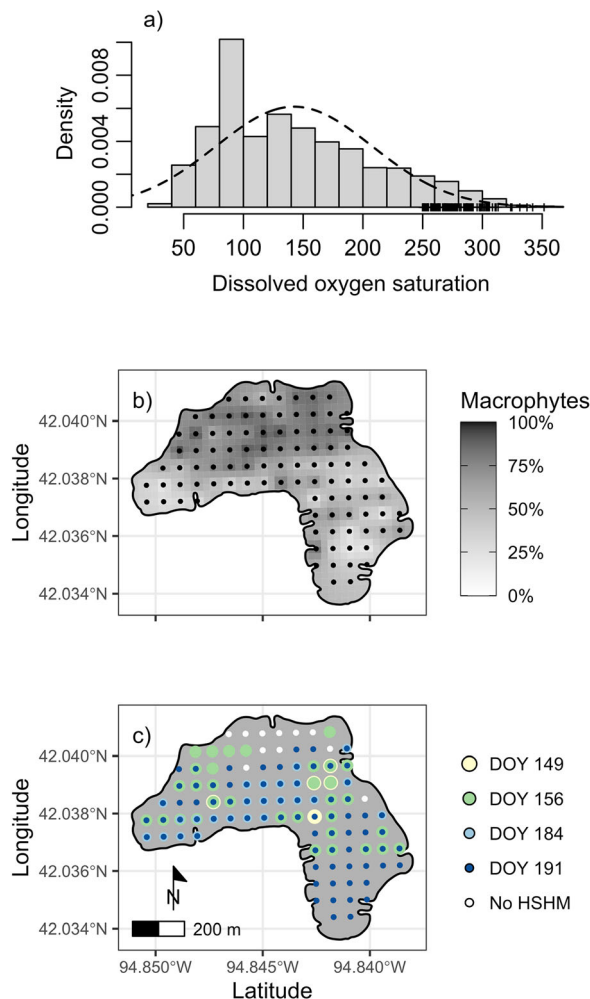 a)
Density
0.000 0.004 0.008
50 100 150 200 250 300 350
Dissolved oxygen saturation
b)
Macrophytes
100%
75%
50%
25%
0%
Longitude
42.040°N
42.038°N
42.036°N
42.034°N
c)
Longitude
42.040°N
42.038°N
42.036°N
42.034°N
DOY 149
DOY 156
DOY 184
DOY 191
No HSHM
N
200 m
94.850°W 94.845°W 94.840°W
Latitude